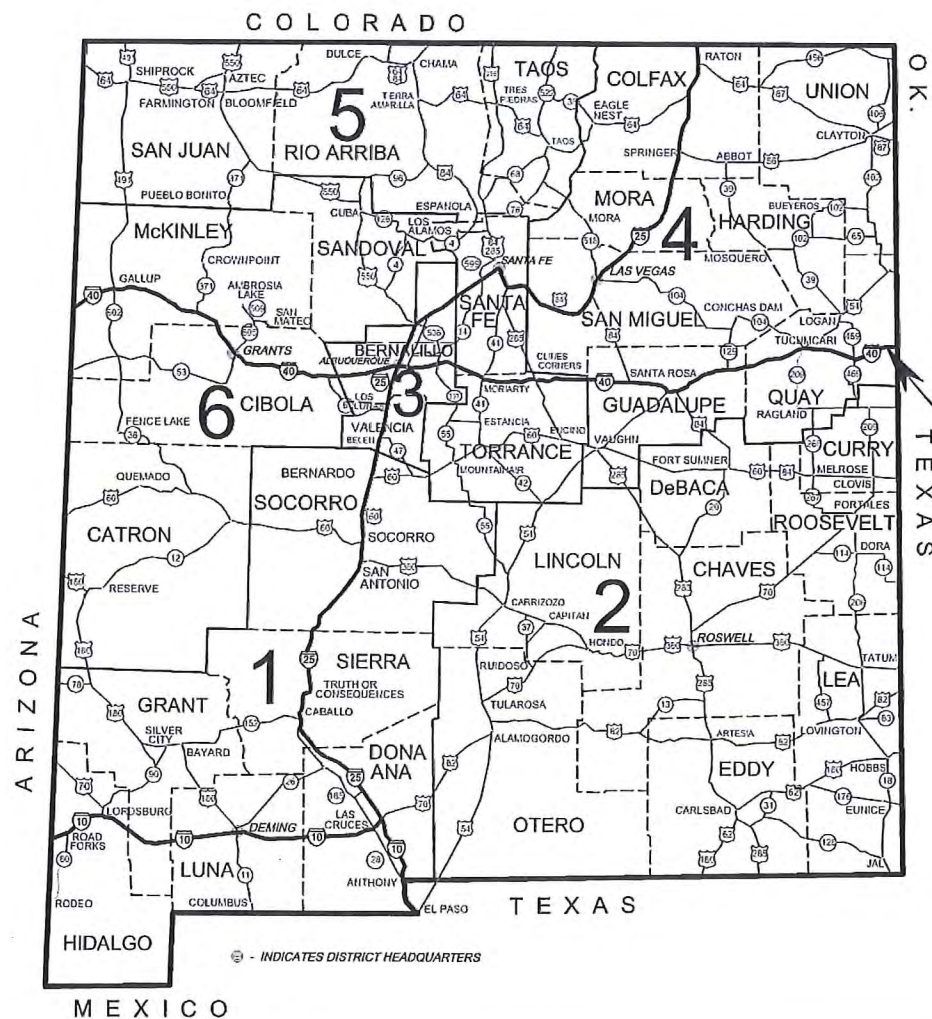 COLORADO
OK.
TEXAS
ARIZONA
TEXAS
MEXICO
DULCE
CHAMA
TAOS
COLFAX
RATON
UNION
SHIPROCK
AZTEC
FARMINGTON
BLOOMFIELD
TIERRA
AMARILLA
TRES
PIEDRAS
EAGLE
NEST
CLAYTON
5
SAN JUAN
RIO ARRIBA
TAOS
SPRINGER
ABBOT
PUEBLO BONITO
ESPANOLA
MORA
MORA
4
HARDING
BUEYEROS
McKINLEY
CUBA
LOS
ALAMOS
SANDOVAL
CROWNPOINT
SANTA FE
MOSQUERO
GALLUP
AMBROSIA
LAKE
SAN
MATEO
LAS VEGAS
SANTA
FE
SAN MIGUEL
CONCHAS DAM
LOGAN
TUCUMCARI
GRANTS
BERNALILLO
ALBUQUERQUE
CLINES
CORNERS
SANTA ROSA
6
CIBOLA
3
MORIARTY
GUADALUPE
QUAY
RAGLAND
LOS
LUNAS
VALENCIA
BELEN
ESTANCIA
ENCINO
VAUGHN
FENCE LAKE
TORRANCE
MOUNTAINAIR
FORT SUMNER
CURRY
MELROSE
CLOVIS
BERNARDO
DeBACA
PORTALES
QUEMADO
SOCORRO
ROOSEVELT
CATRON
SOCORRO
LINCOLN
DORA
RESERVE
SAN
ANTONIO
CHAVES
2
CARRIZOZO
CAPITAN
HONDO
ROSWELL
1
SIERRA
RUIDOSO
TATUM
TRUTH OR
CONSEQUENCES
LEA
GRANT
CABALLO
TULAROSA
SILVER
CITY
BAYARD
ALAMOGORDO
ARTESIA
LOVINGTON
DONA
ANA
EDDY
HOBBS
LORDSBURG
LAS
CRUCES
CARLSBAD
EUNICE
ROAD
FORKS
DEMING
OTERO
LUNA
ANTHONY
JAL
RODEO
COLUMBUS
EL PASO
HIDALGO
- INDICATES DISTRICT HEADQUARTERS